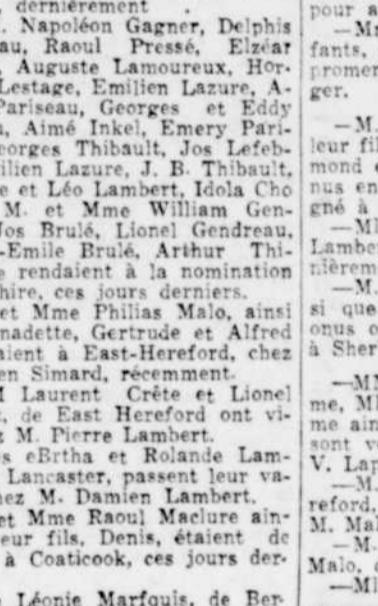 dernièrement .
. Napoléon Gagner, Delphis
au, Raoul Pressé, Elzéar
, Auguste Lamoureux, Hor-
Lestage, Emilien Lazure, A-
Pariseau, Georges et Eddy
, Aimé Inkel, Emery Pari-
eorges Thibault, Jos Lefeb-
ilien Lazure, J. B. Thibault,
e et Léo Lambert, Idola Cho
M. et Mme William Gen-
Jos Brulé, Lionel Gendreau,
-Emile Brulé, Arthur Thi-
e rendaient à la nomination
hire, ces jours derniers.
et Mme Philias Malo, ainsi
nadette, Gertrude et Alfred
aient à East-Hereford, chez
en Simard, récemment.
M Laurent Crête et Lionel
, de East Hereford ont vi-
z M. Pierre Lambert.
s eBrtha et Rolande Lam-
Lancaster, passent leur va-
hez M. Damien Lambert.
et Mme Raoul Maclure ain-
eur fils, Denis, étaient de
à Coaticook, ces jours der-
Léonie Marfquis, de Ber-
pour a
—M
fants,
promer
ger.
—M.
leur fil
mond
nus en
gné à
—Ml
Lamber
nièrem
—M.
si que
onus o
à Sher
—MM
me, Ml
me ain
sont v
V. Lap
—M.
reford,
M. Mal
—M.
Malo,
—Ml